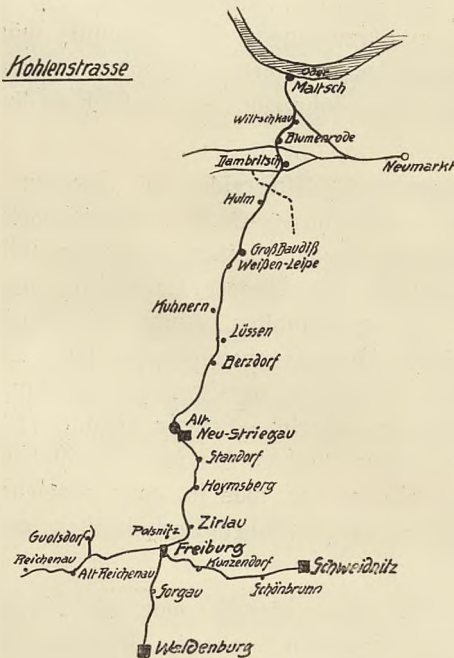 Kohlenstrasse
Oder
Maltsch
Wiltschkau
Blumenrode
Dambritsch
Neumarkt
Hulm
Groß Baudiß
Weißen-Leipe
Kuhnern
Lüssen
Berzdorf
Alt-
Neu-Striegau
Standorf
Hoymsberg
Zirlau
Polsnitz
Guolsdorf
Freiburg
Reichenau
Alt Reichenau
Kunzendorf
Schweidnitz
Schönbrunn
Sorgau
Waldenburg